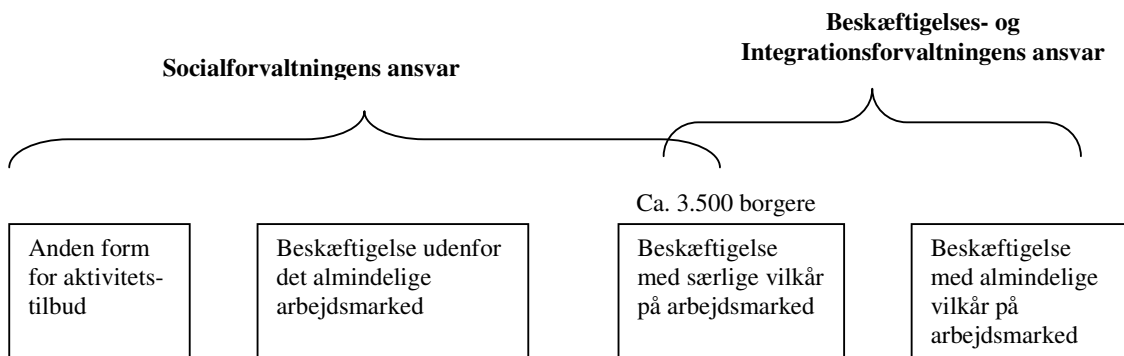 Beskæftigelses- og
Integrationsforvaltningens ansvar
Socialforvaltningens ansvar
Ca. 3.500 borgere
Anden form
for aktivitets-
tilbud
Beskæftigelse udenfor
det almindelige
arbejdsmarked
Beskæftigelse
med særlige vilkår
på arbejdsmarked
Beskæftigelse
med almindelige
vilkår på
arbejdsmarked